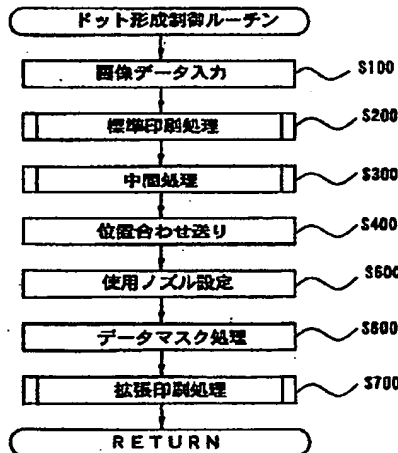 ドット形成制御ルーチン
画像データ入力 S100
標準印刷処理 S200
中間処理 S300
位置合わせ送り S400
使用ノズル設定 S600
データマスク処理 S600
拡張印刷処理 S700
RETURN